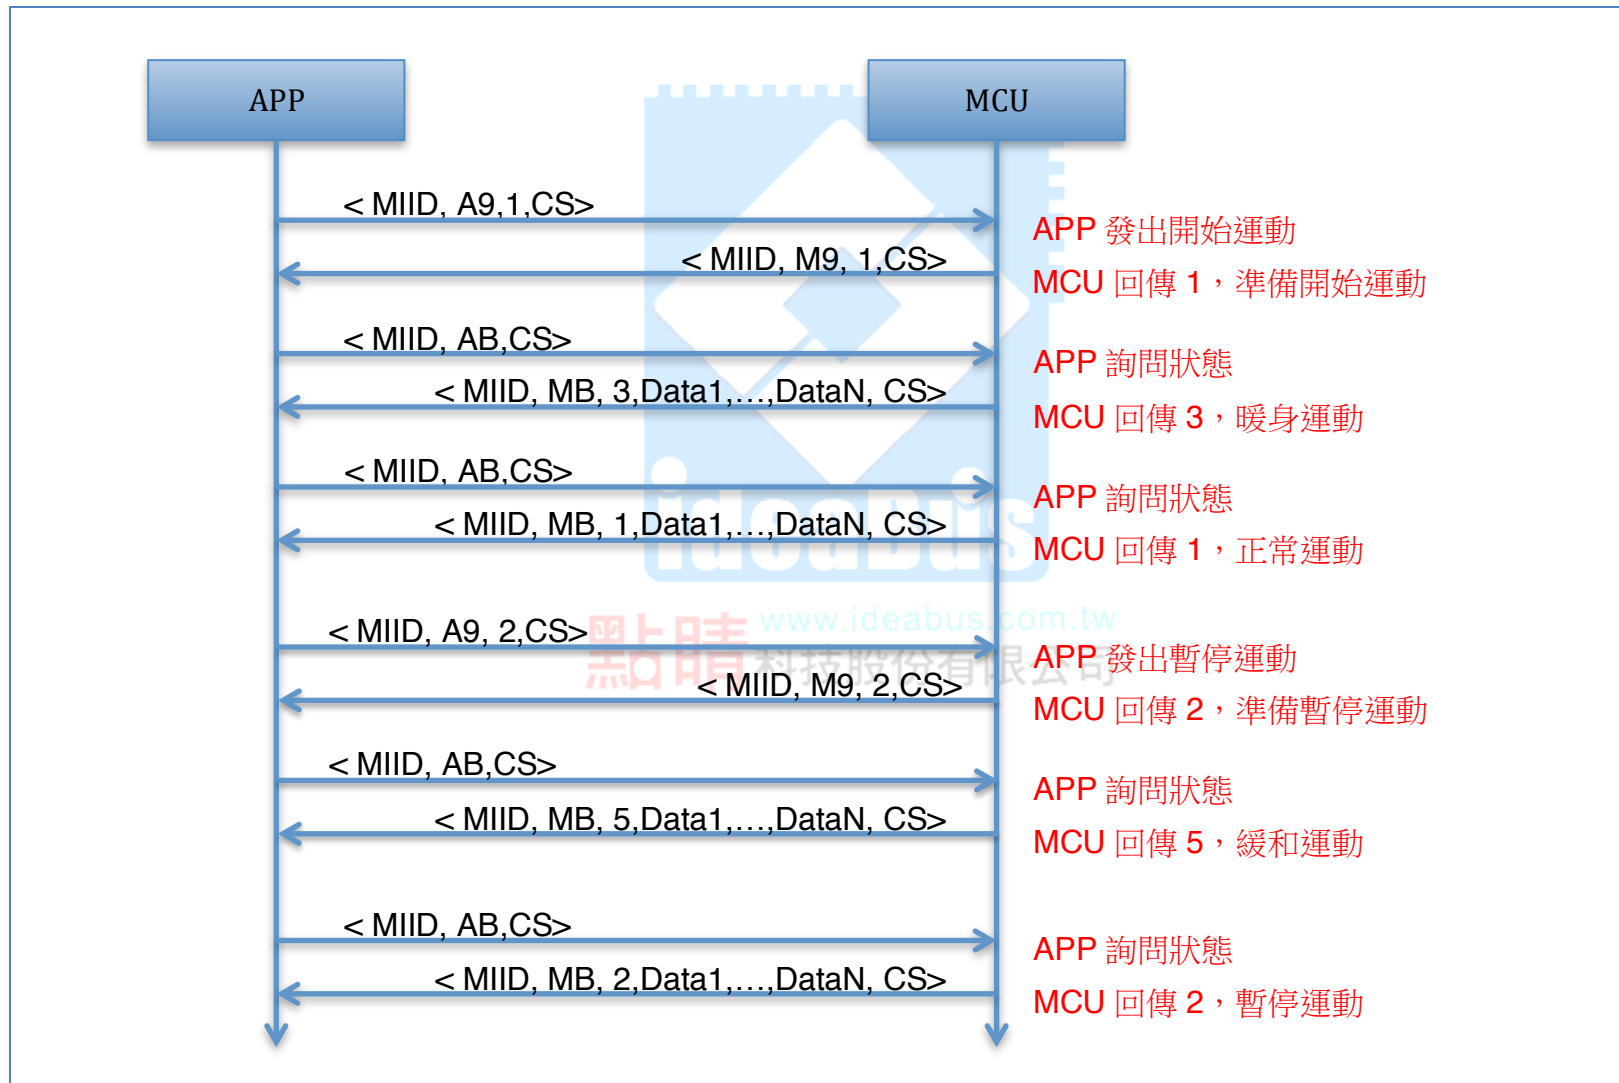 APP
MCU
< MIID, A9,1,CS>
APP 發出開始運動
< MIID, M9, 1,CS>
MCU 回傳 1，準備開始運動
< MIID, AB,CS>
APP 詢問狀態
< MIID, MB, 3,Data1,...,DataN, CS>
MCU 回傳 3，暖身運動
< MIID, AB,CS>
APP 詢問狀態
< MIID, MB, 1,Data1,...,DataN, CS>
MCU 回傳 1，正常運動
ideaBus
www.ideabus.com.tw
點晴科技股份有限公司
< MIID, A9, 2,CS>
APP 發出暫停運動
< MIID, M9, 2,CS>
MCU 回傳 2，準備暫停運動
< MIID, AB,CS>
APP 詢問狀態
< MIID, MB, 5,Data1,...,DataN, CS>
MCU 回傳 5，緩和運動
< MIID, AB,CS>
APP 詢問狀態
< MIID, MB, 2,Data1,...,DataN, CS>
MCU 回傳 2，暫停運動